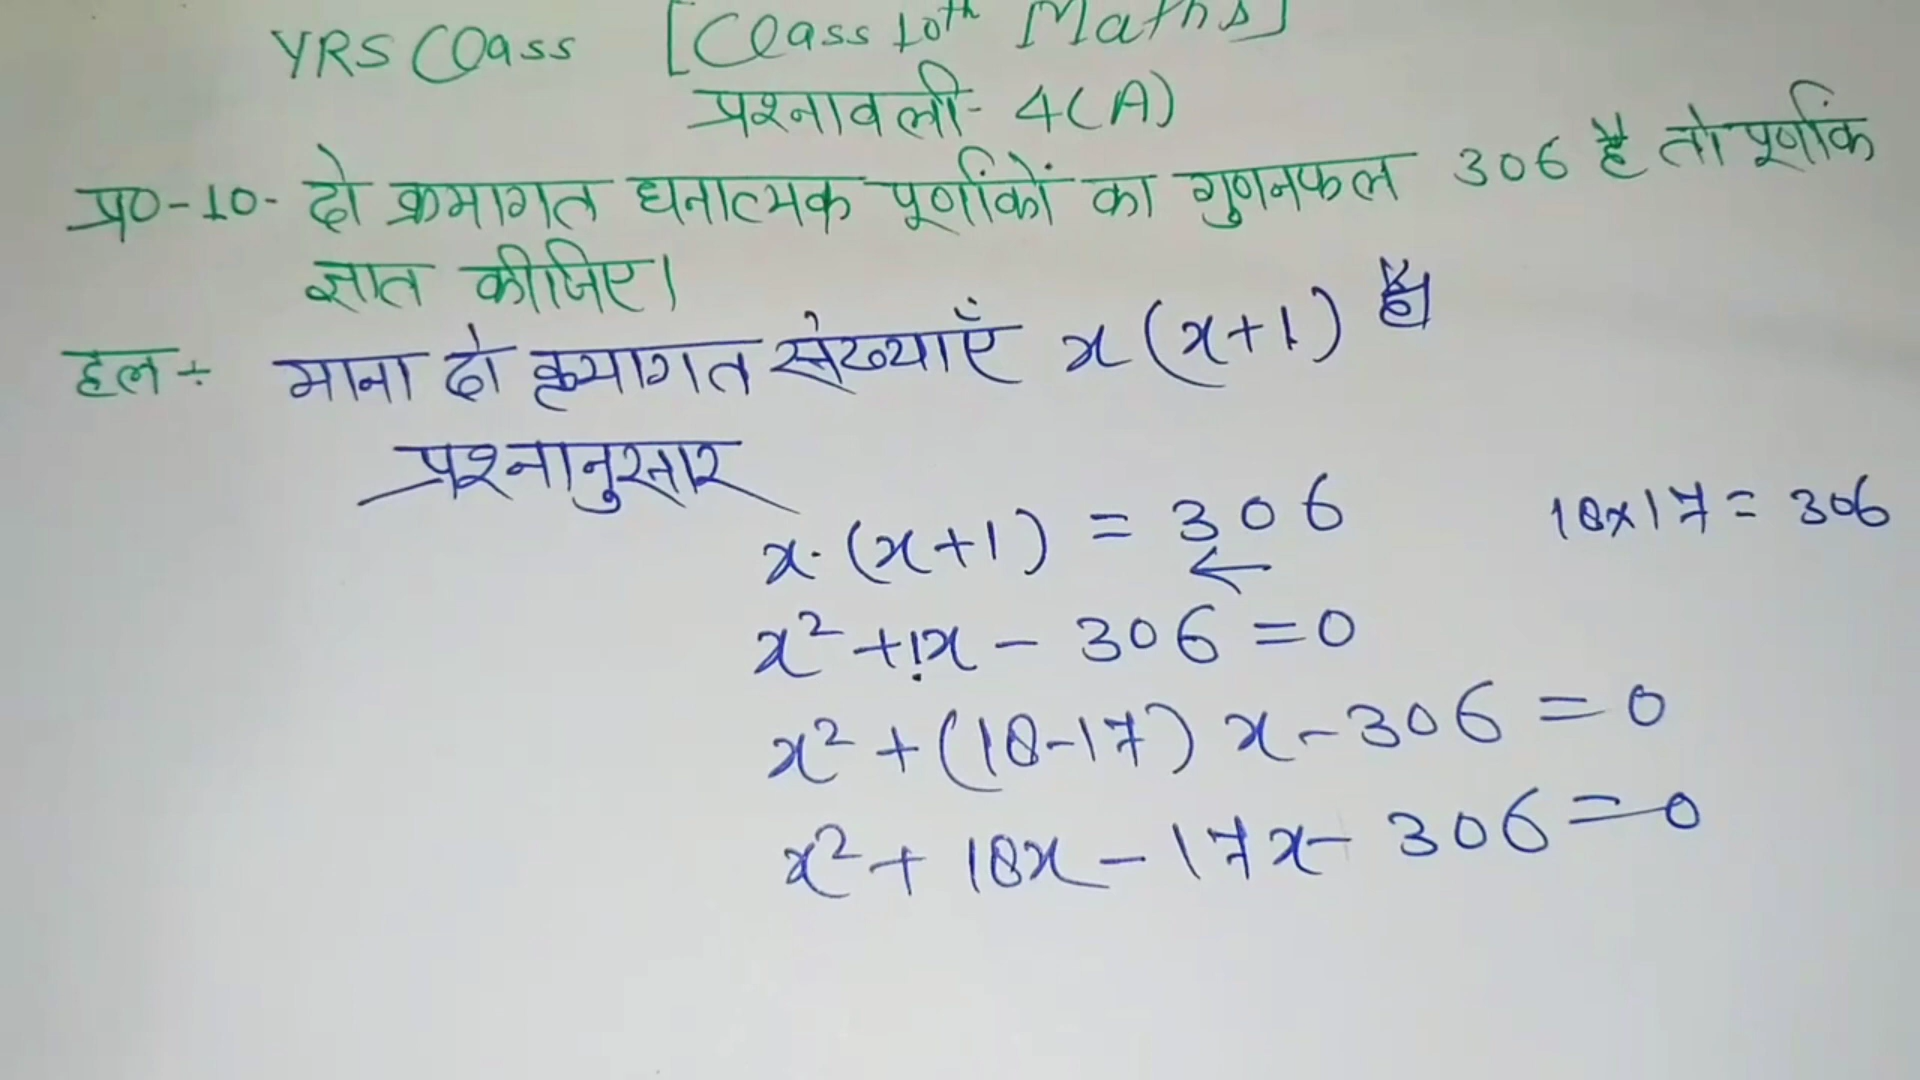 YRS Class [Class 10th Maths]
प्रश्नावली- 4(A)
प्र0-10- दो क्रमागत धनात्मक पूर्णांकों का गुणनफल 306 है तो पूर्णांक
ज्ञात कीजिए।
हल÷ माना दो क्रमागत संख्याएँ x(x+1) है
प्रश्नानुसार
x.(x+1) = 306 18x17 = 306
←
x²+1x - 306 = 0
x² + (18-17) x - 306 = 0
x² + 18x - 17x - 306 = 0